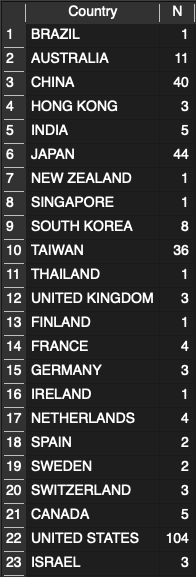 Country N
1 BRAZIL 1
2 AUSTRALIA 11
3 CHINA 40
4 HONG KONG 3
5 INDIA 5
6 JAPAN 44
7 NEW ZEALAND 1
8 SINGAPORE 1
9 SOUTH KOREA 8
10 TAIWAN 36
11 THAILAND 1
12 UNITED KINGDOM 3
13 FINLAND 1
14 FRANCE 4
15 GERMANY 3
16 IRELAND 1
17 NETHERLANDS 4
18 SPAIN 2
19 SWEDEN 2
20 SWITZERLAND 3
21 CANADA 5
22 UNITED STATES 104
23 ISRAEL 3